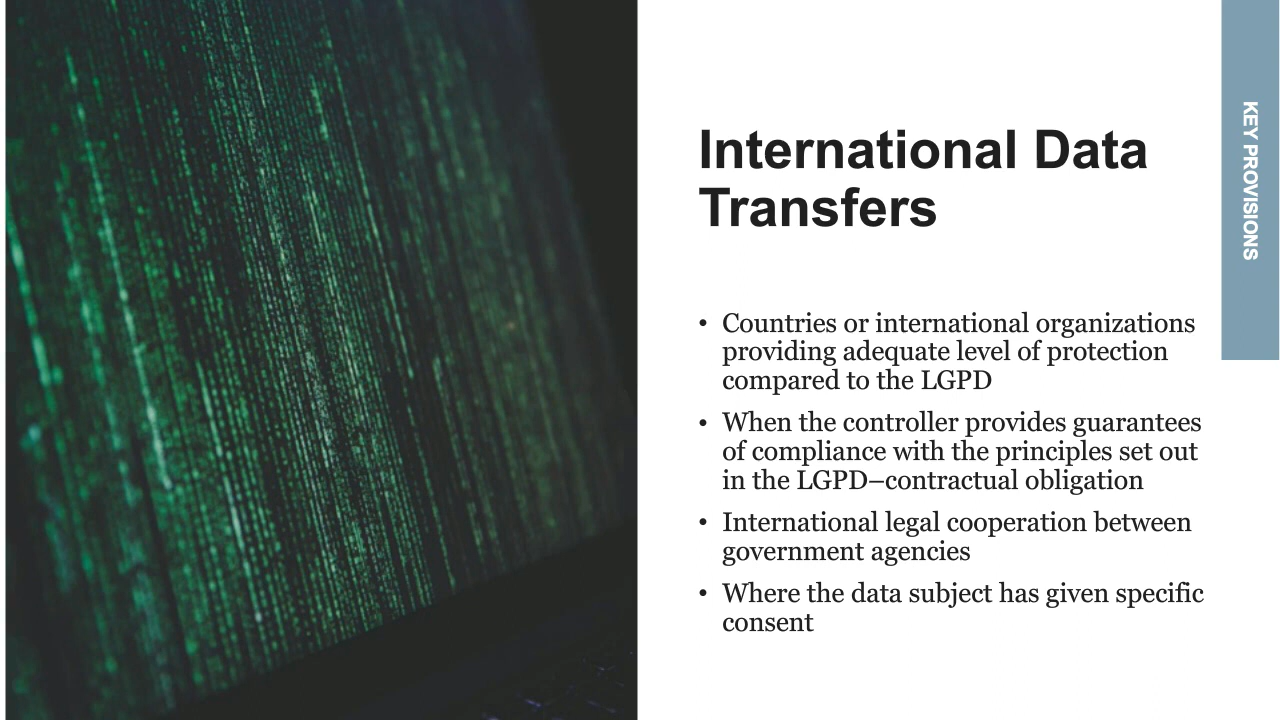 International Data
Transfers
• Countries or international organizations
providing adequate level of protection
compared to the LGPD
• When the controller provides guarantees
of compliance with the principles set out
in the LGPD–contractual obligation
• International legal cooperation between
government agencies
• Where the data subject has given specific
consent
KEY PROVISIONS